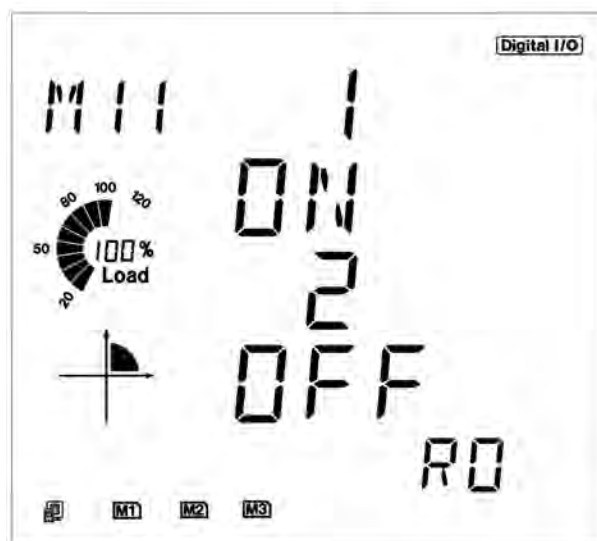 Digital I/O
M11 1
ON
80 100 120
50 100%
Load
20
2
OFF
RO
M1 M2 M3